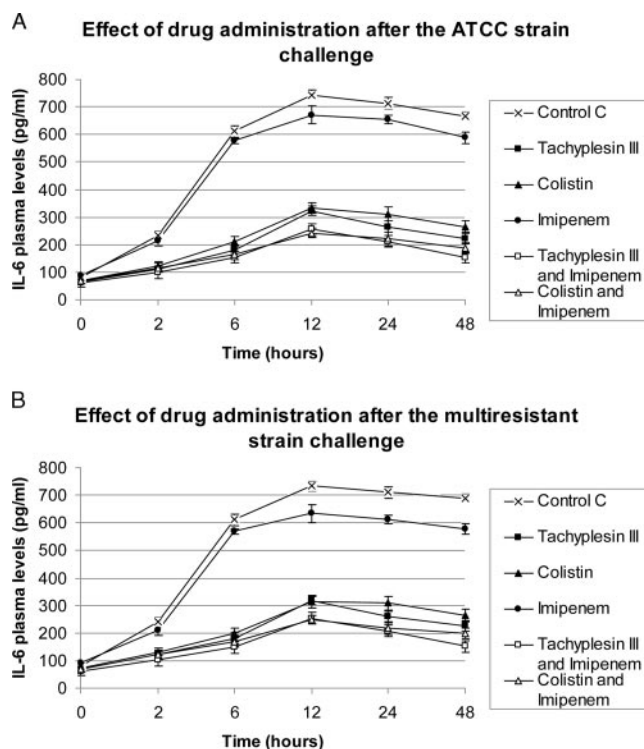 A
Effect of drug administration after the ATCC strain
challenge
IL-6 plasma levels (pg/ml)
800
700
600
500
400
300
200
100
0
0 2 6 12 24 48
Time (hours)
Control C
Tachyplesin III
Colistin
Imipenem
Tachyplesin III
and Imipenem
Colistin and
Imipenem
B
Effect of drug administration after the multiresistant
strain challenge
IL-6 plasma levels (pg/ml)
800
700
600
500
400
300
200
100
0
0 2 6 12 24 48
Time (hours)
Control C
Tachyplesin III
Colistin
Imipenem
Tachyplesin III
and Imipenem
Colistin and
Imipenem